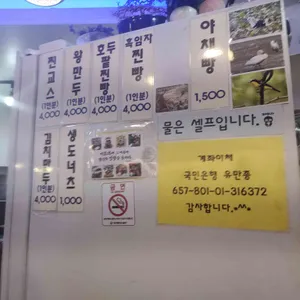 찐교스
(1인분)
4,000
왕만두
(1인분)
4,000
호두팥찐빵
(1인분)
4,000
흑임자찐빵
(1인분)
4,000
야채빵
1,500
김치만두
(1인분)
4,000
생도너츠
1,000
물은 셀프입니다.
금연
계좌이체
국민은행 유만종
657-801-01-316372
감사합니다.